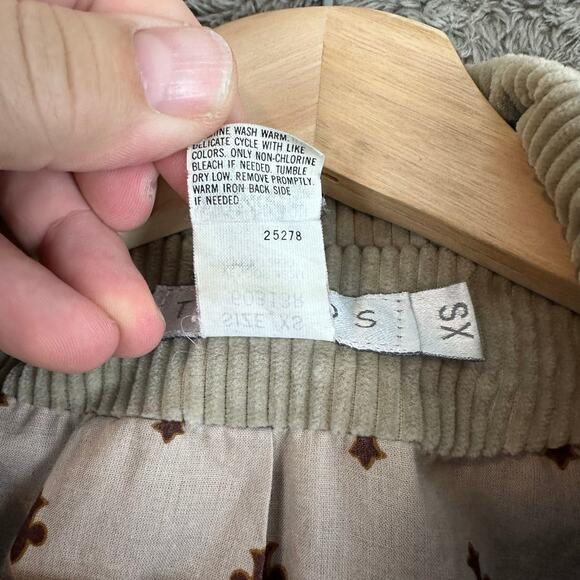 MACHINE WASH WARM.
DELICATE CYCLE WITH LIKE
COLORS. ONLY NON-CHLORINE
BLEACH IF NEEDED. TUMBLE
DRY LOW. REMOVE PROMPTLY.
WARM IRON BACK SIDE
IF NEEDED.
25278
60313R
SIZE: XS
S
XS